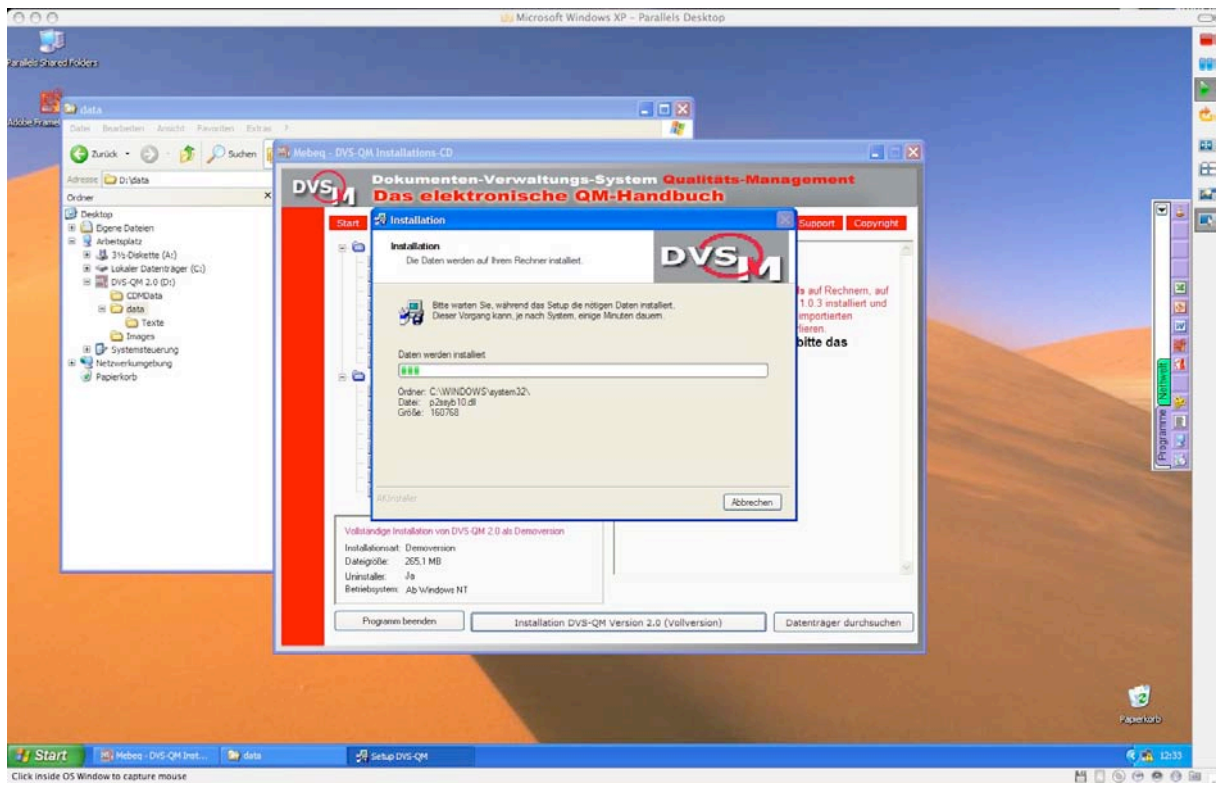 Microsoft Windows XP - Parallels Desktop
Parallels Shared Folders
data
Datei Bearbeiten Ansicht Favoriten Extras ?
Zurück
Suchen
Adresse D:\data
Ordner x
Desktop
Eigene Dateien
Arbeitsplatz
3½-Diskette (A:)
Lokaler Datenträger (C:)
DVS-QM 2.0 (D:)
CDMData
data
Texte
Images
Systemsteuerung
Netzwerkumgebung
Papierkorb
Mebeq - DVS-QM Installations-CD
DVS M
Dokumenten-Verwaltungs-System Qualitäts-Management
Das elektronische QM-Handbuch
Start
Support
Copyright
Installation
Installation
Die Daten werden auf Ihrem Rechner installiert.
DVS M
Bitte warten Sie, während das Setup die nötigen Daten installiert.
Dieser Vorgang kann, je nach System, einige Minuten dauern.
Daten werden installiert
Ordner: C:\WINDOWS\system32\
Datei: p2ssyb10.dll
Größe: 160768
AKInstaller
Abbrechen
auf Rechnern, auf
1.0.3 installiert und
importierten
bitte das
Vollständige Installation von DVS-QM 2.0 als Demoversion
Installationsart: Demoversion
Dateigröße: 265,1 MB
Uninstaller: Ja
Betriebsystem: Ab Windows NT
Programm beenden
Installation DVS-QM Version 2.0 (Vollversion)
Datenträger durchsuchen
Programme
Netwelt
Papierkorb
Start
Mebeq - DVS-QM Inst...
data
Setup DVS-QM
12:33
Click inside OS Window to capture mouse